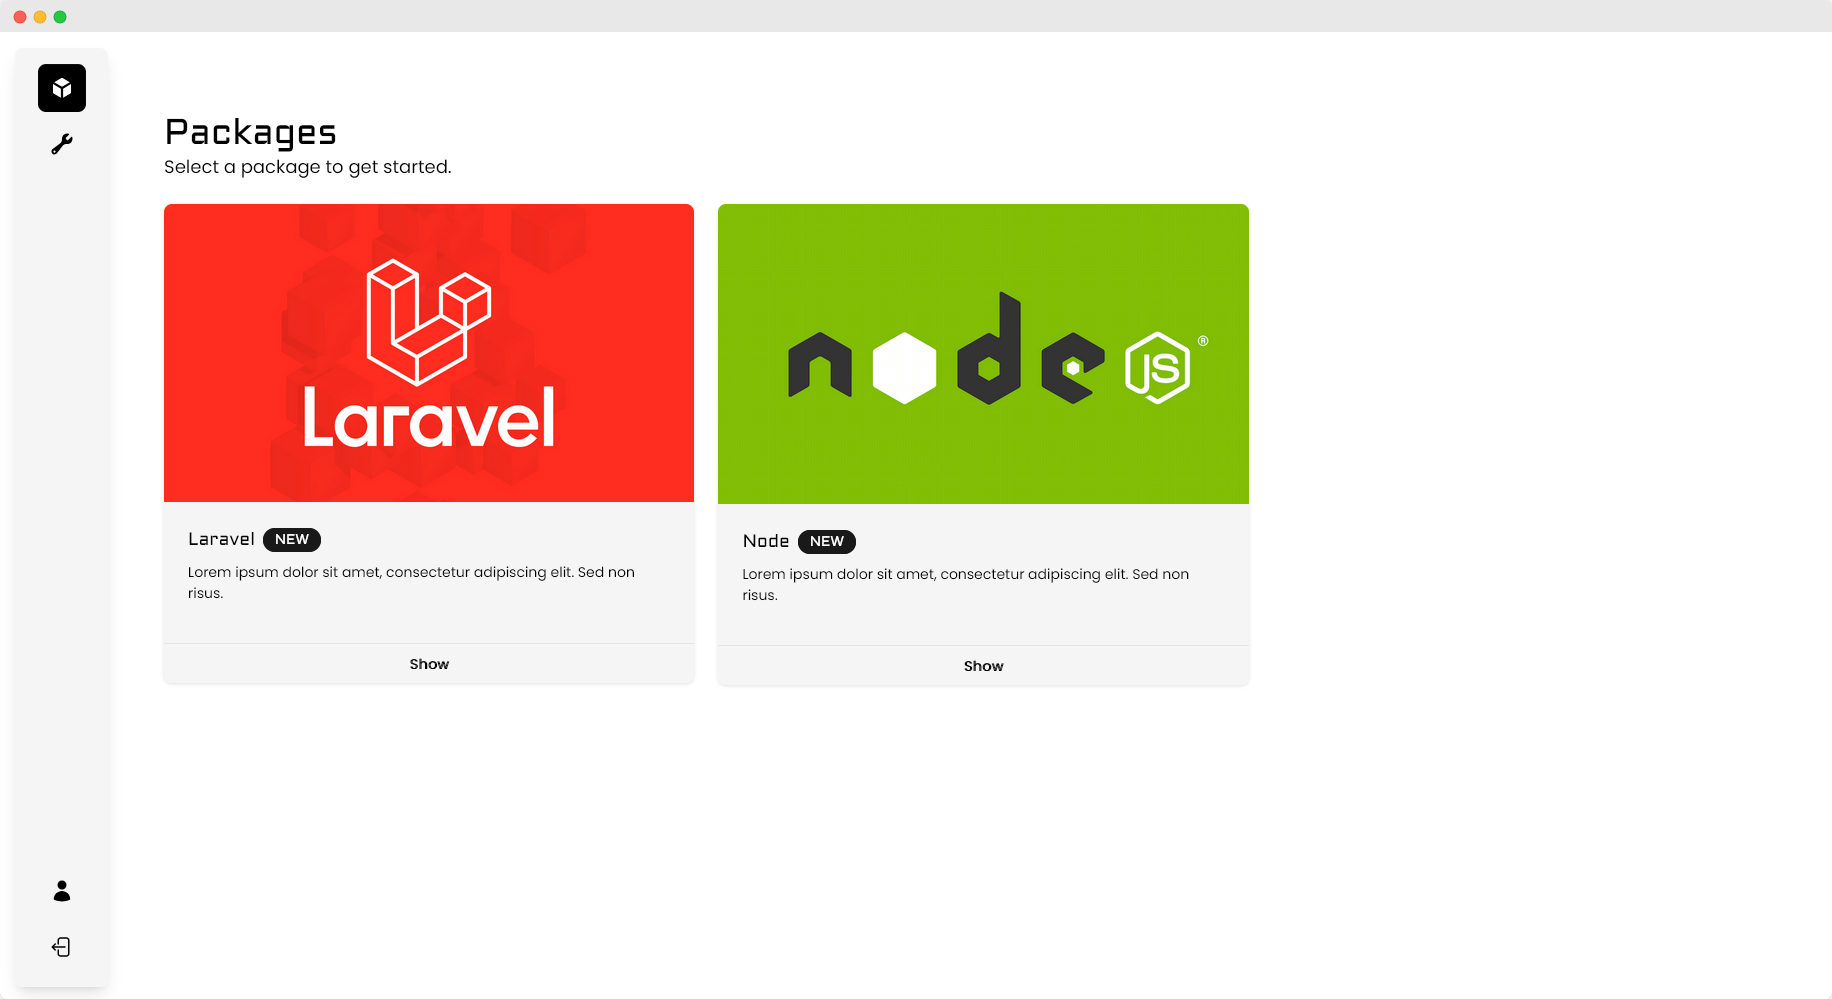 Packages
Select a package to get started.
Laravel
Laravel NEW
Lorem ipsum dolor sit amet, consectetur adipiscing elit. Sed non
risus.
Show
node JS ®
Node NEW
Lorem ipsum dolor sit amet, consectetur adipiscing elit. Sed non
risus.
Show